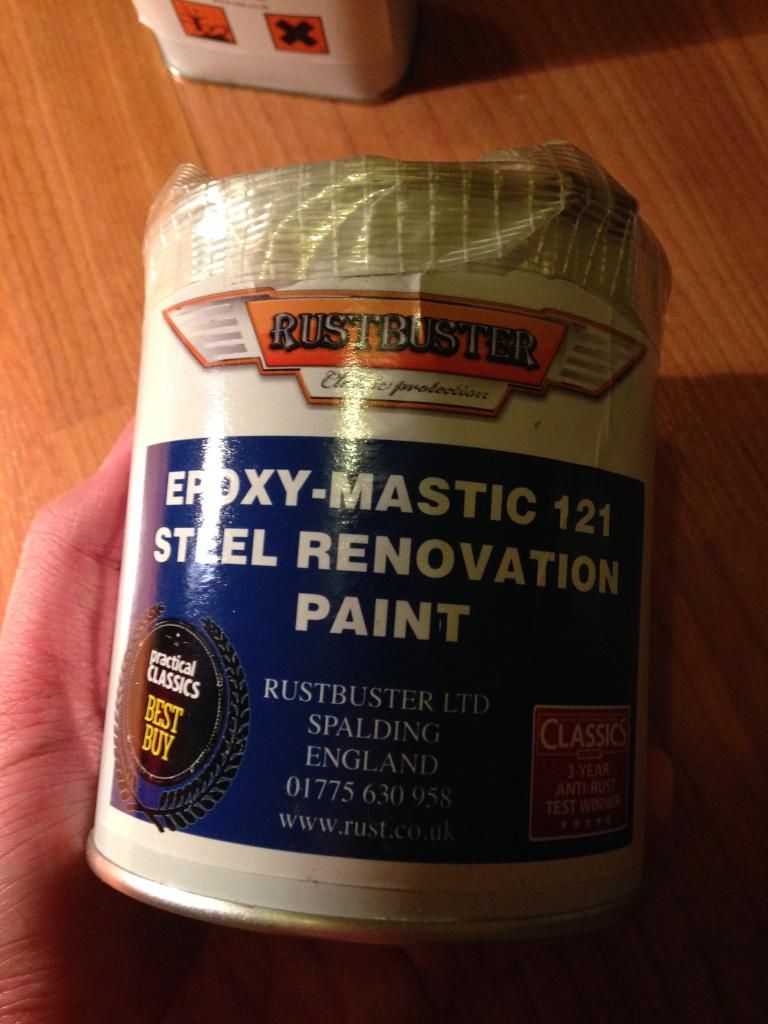 RUSTBUSTER
Classic protection
EPOXY-MASTIC 121
STEEL RENOVATION
PAINT
practical
CLASSICS
BEST
BUY
RUSTBUSTER LTD
SPALDING
ENGLAND
01775 630 958
www.rust.co.uk
CLASSICS
3-YEAR
ANTI-RUST
TEST WINNER